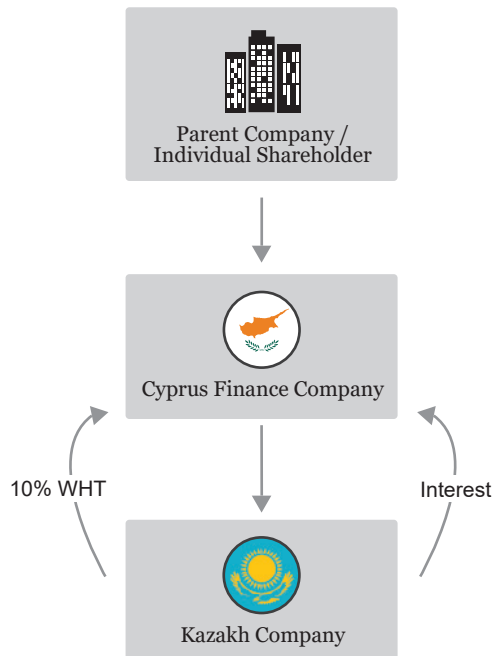 Parent Company /
Individual Shareholder
Cyprus Finance Company
10% WHT
Interest
Kazakh Company